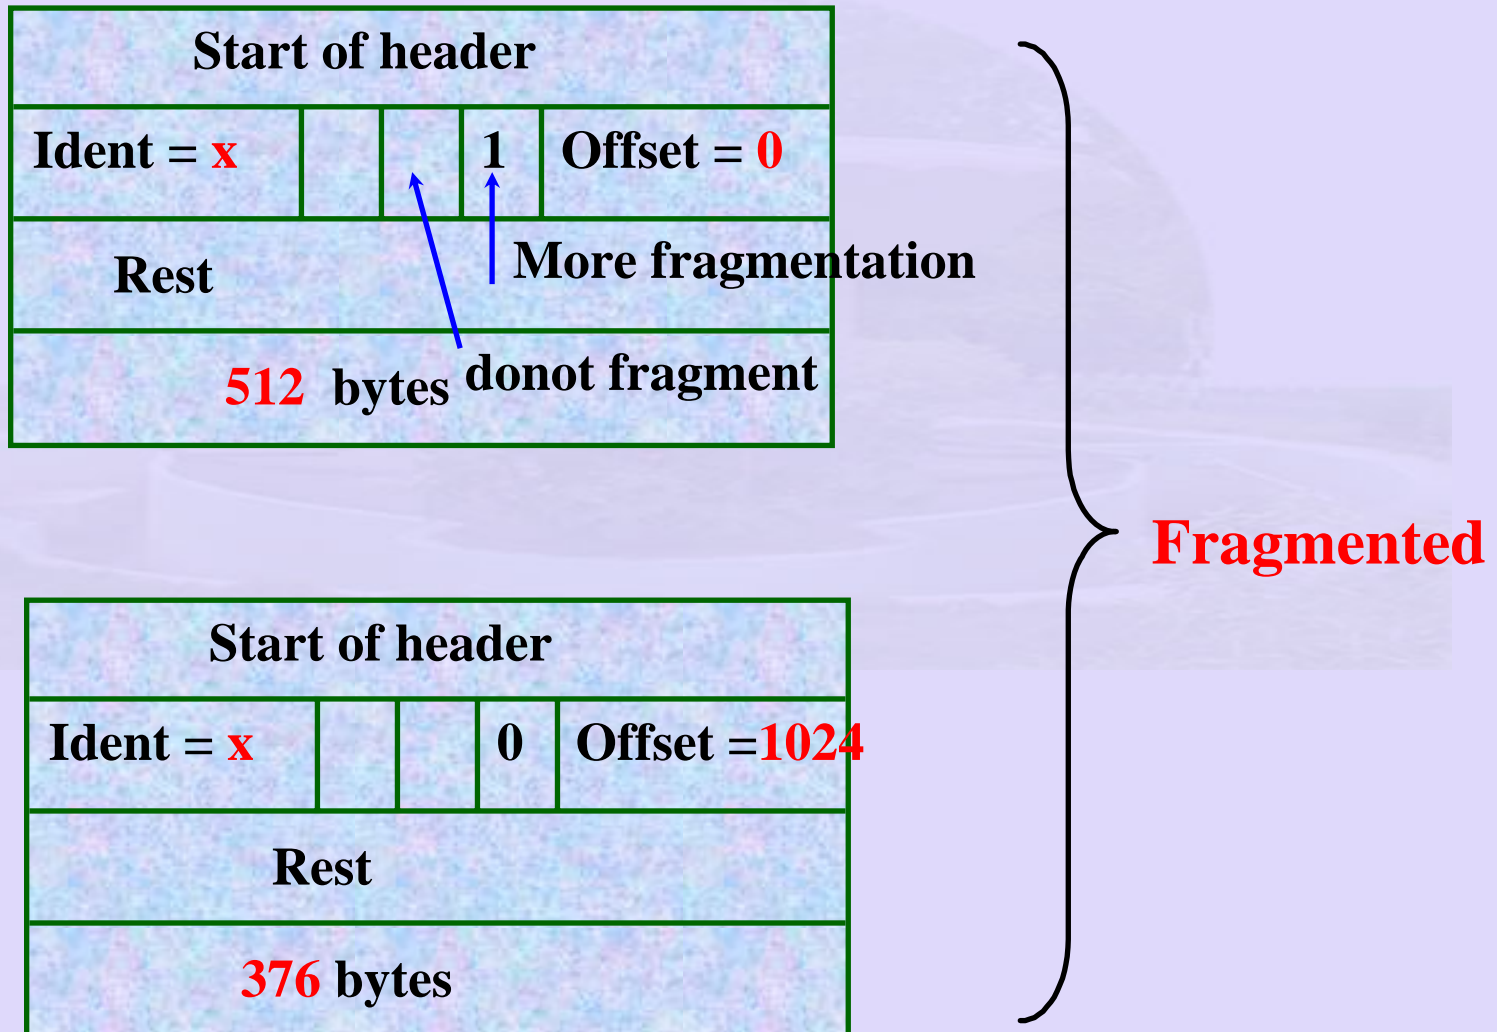 Start of header
Ident = x 1 Offset = 0
More fragmentation
Rest
512 bytes donot fragment
Fragmented
Start of header
Ident = x 0 Offset =1024
Rest
376 bytes